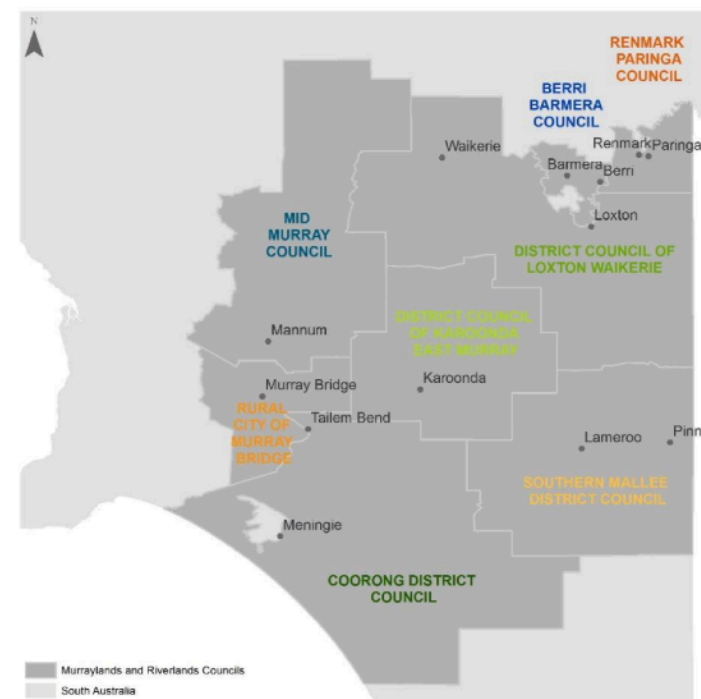 N
RENMARK
PARINGA
COUNCIL
BERRI
BARMERA
COUNCIL
Waikerie
Renmark
Paringa
Barmera
Berri
Loxton
MID
MURRAY
COUNCIL
DISTRICT COUNCIL OF
LOXTON WAIKERIE
Mannum
DISTRICT COUNCIL
OF KAROONDA
EAST MURRAY
Karoonda
Murray Bridge
RURAL
CITY OF
MURRAY
BRIDGE
Tailem Bend
Lameroo
Pinn
SOUTHERN MALLEE
DISTRICT COUNCIL
Meningie
COORONG DISTRICT
COUNCIL
Murraylands and Riverlands Councils
South Australia